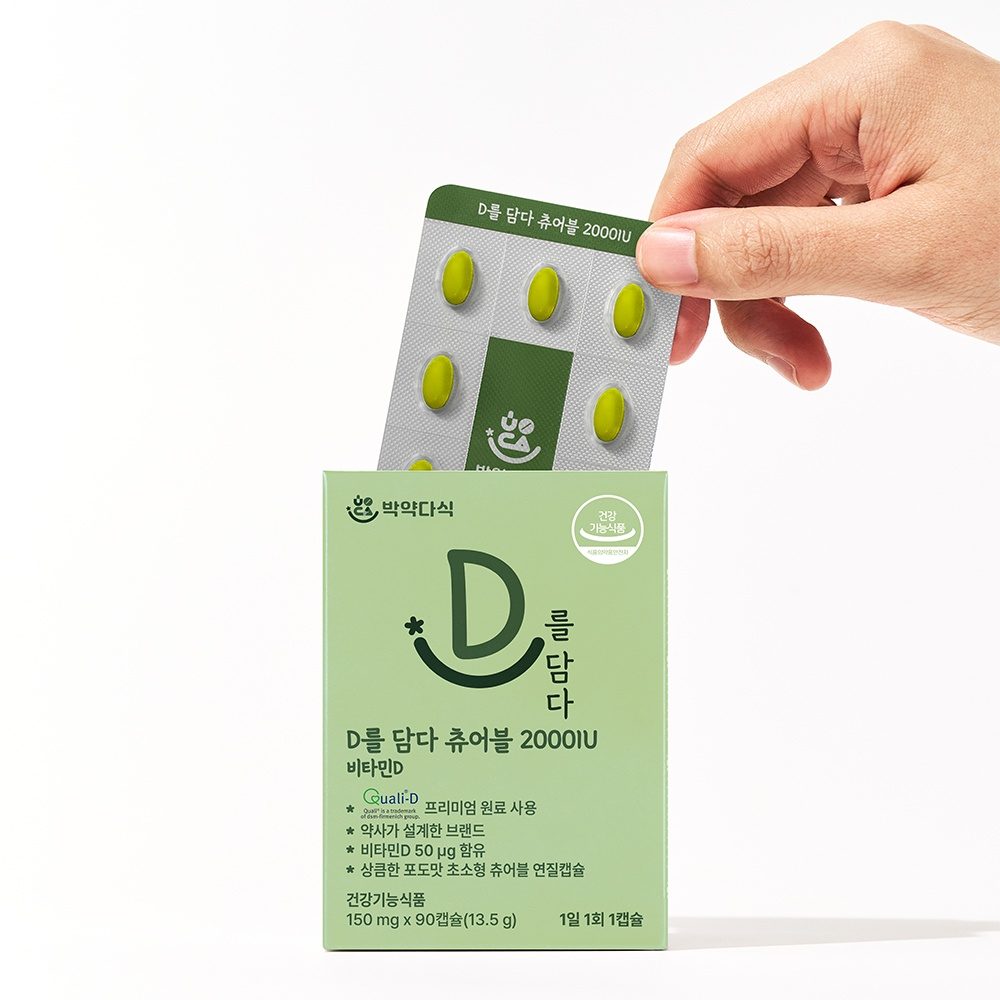 D를 담다 츄어블 2000IU
박약다식
건강
기능식품
식품의약품안전처
D를 담다
D를 담다 츄어블 2000IU
비타민D
* Quali®-D 프리미엄 원료 사용
Quali® is a trademark
of dsm-firmenich group.
* 약사가 설계한 브랜드
* 비타민D 50 μg 함유
* 상큼한 포도맛 초소형 츄어블 연질캡슐
건강기능식품
150 mg x 90캡슐(13.5 g) 1일 1회 1캡슐